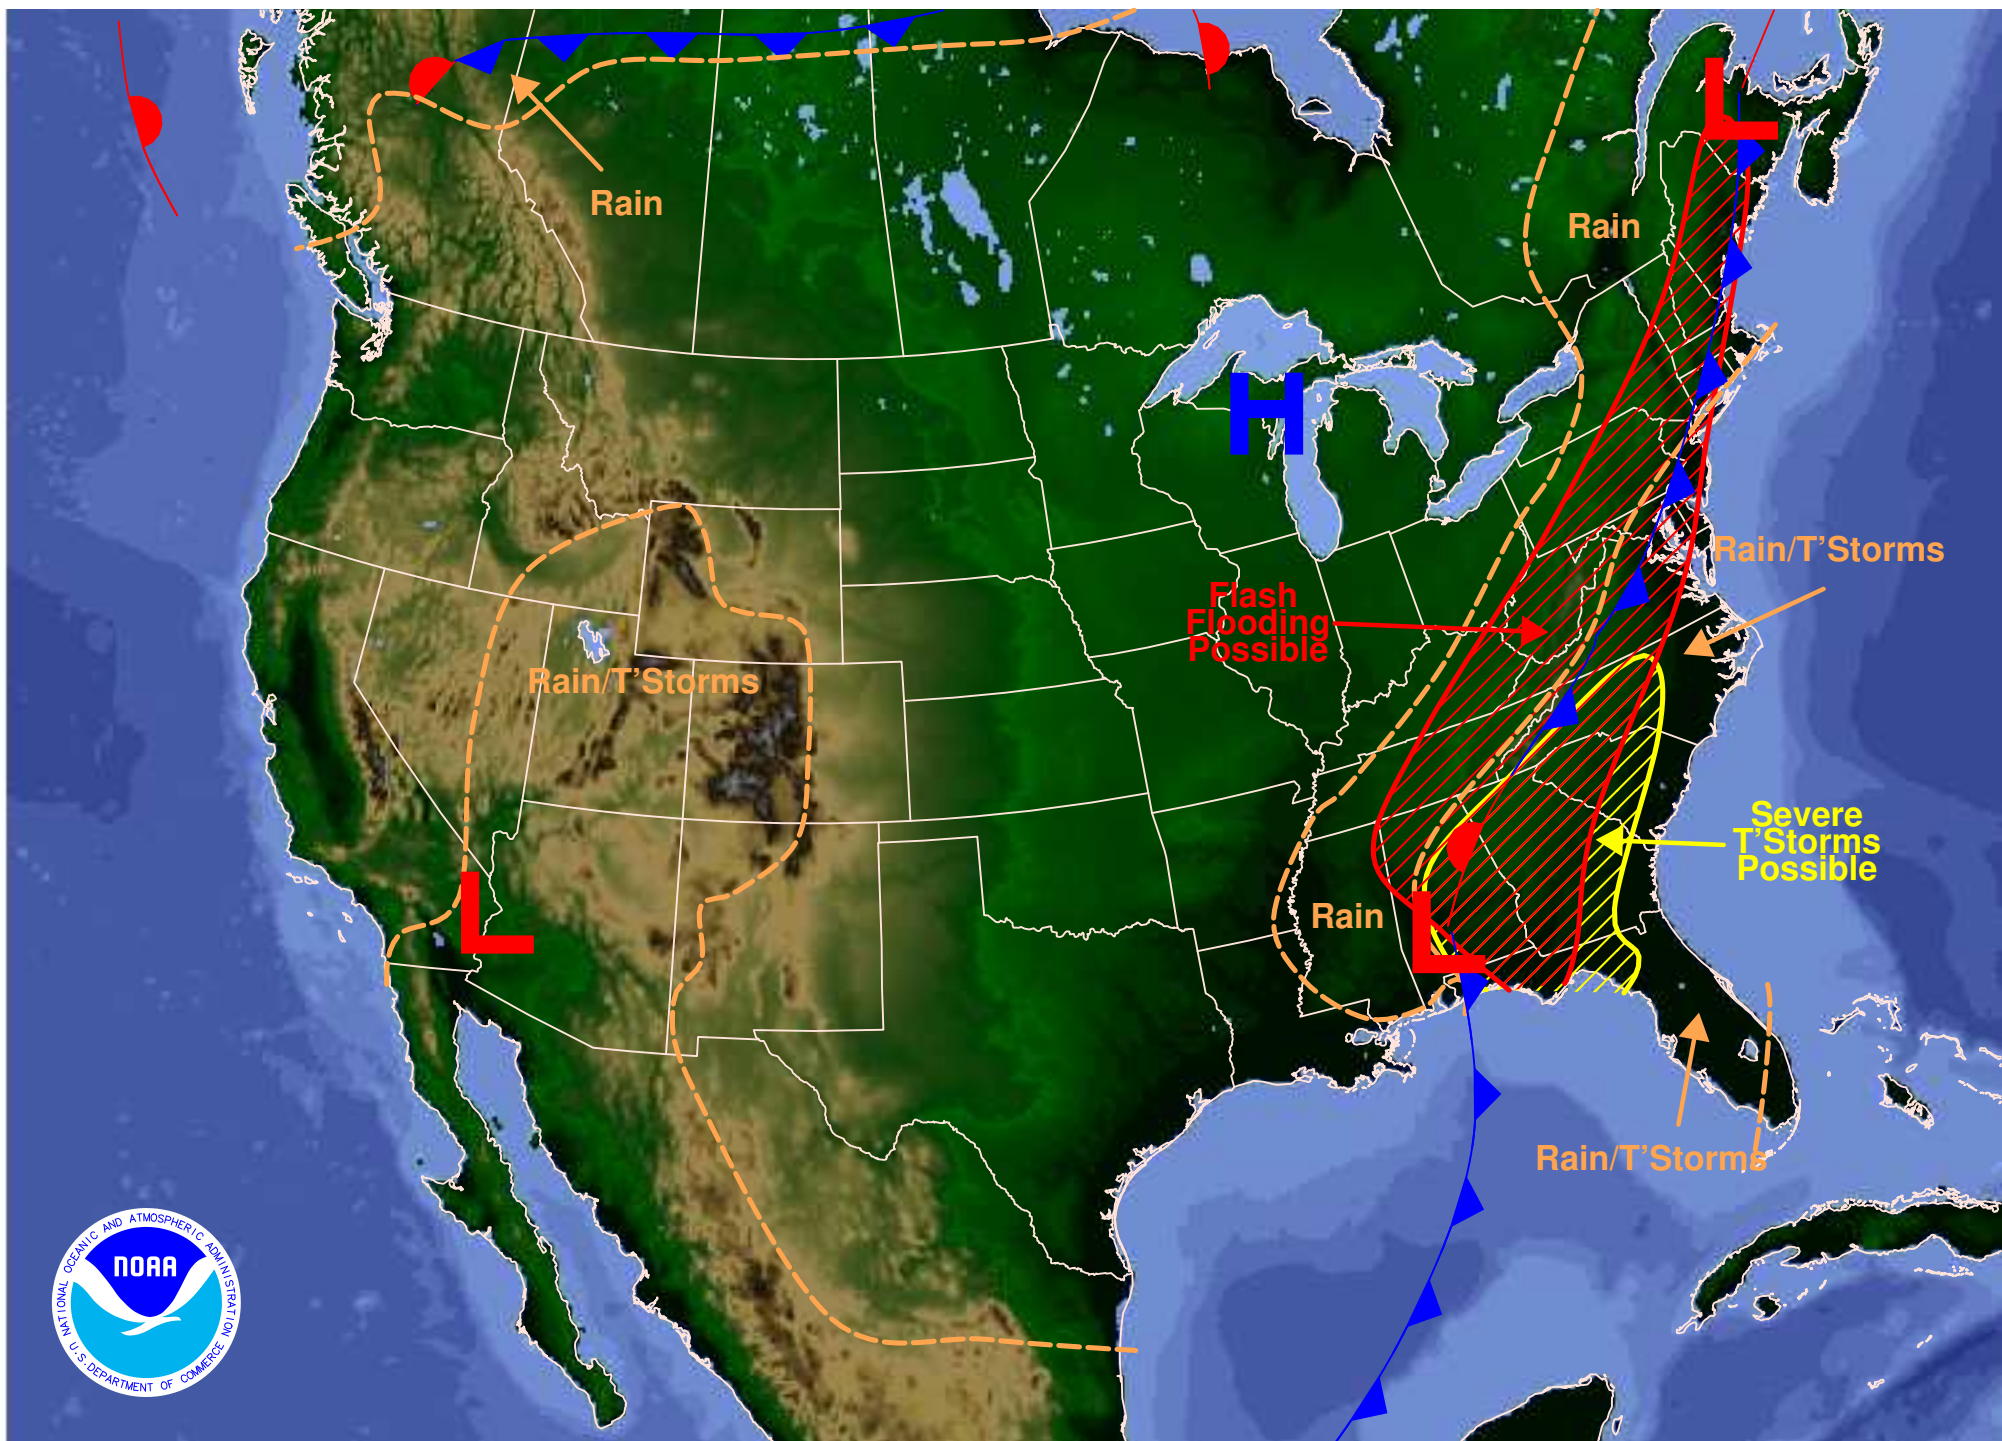 Rain
Rain
Rain/T'Storms
Flash
Flooding
Possible
Rain/T'Storms
Severe
T'Storms
Possible
Rain
Rain/T'Storms
H
L
L
L
NATIONAL OCEANIC AND ATMOSPHERIC ADMINISTRATION
NOAA
U.S. DEPARTMENT OF COMMERCE